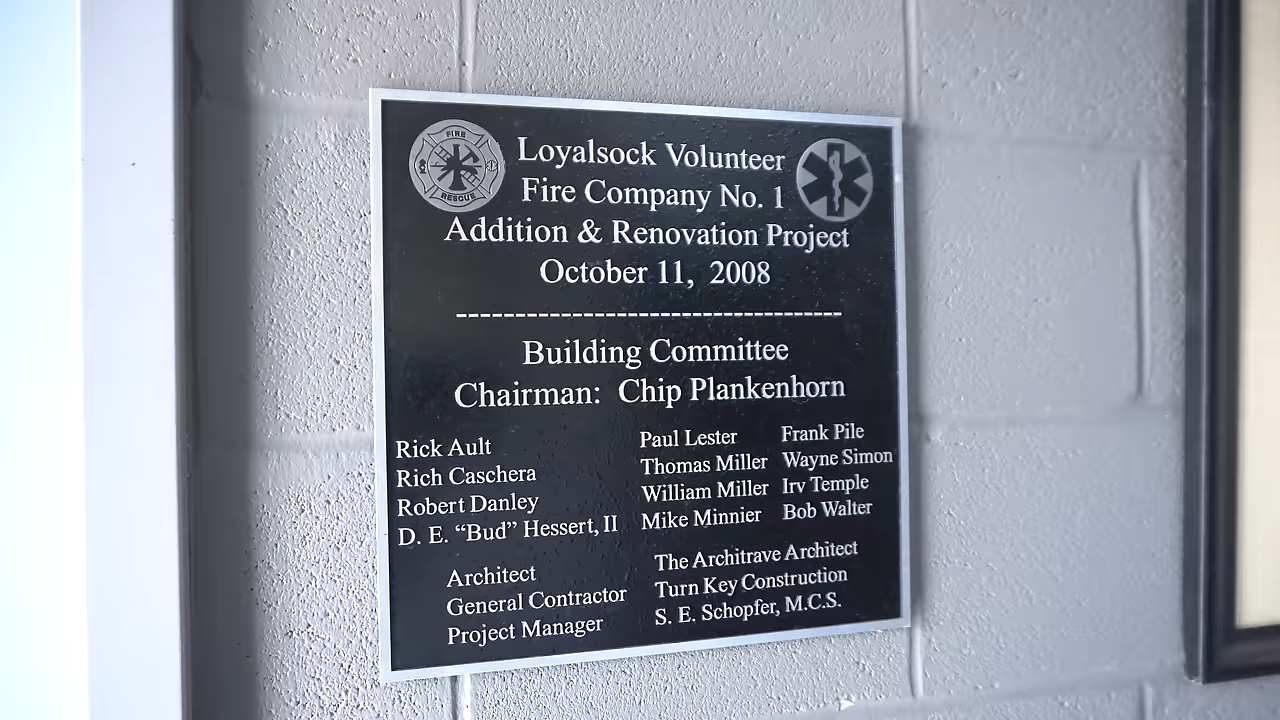 FIRE
RESCUE
Loyalsock Volunteer
Fire Company No. 1
Addition & Renovation Project
October 11, 2008
---------------------------------
Building Committee
Chairman: Chip Plankenhorn
Rick Ault
Rich Caschera
Robert Danley
D. E. “Bud” Hessert, II
Paul Lester
Thomas Miller
William Miller
Mike Minnier
Frank Pile
Wayne Simon
Irv Temple
Bob Walter
Architect The Architrave Architect
General Contractor Turn Key Construction
Project Manager S. E. Schopfer, M.C.S.